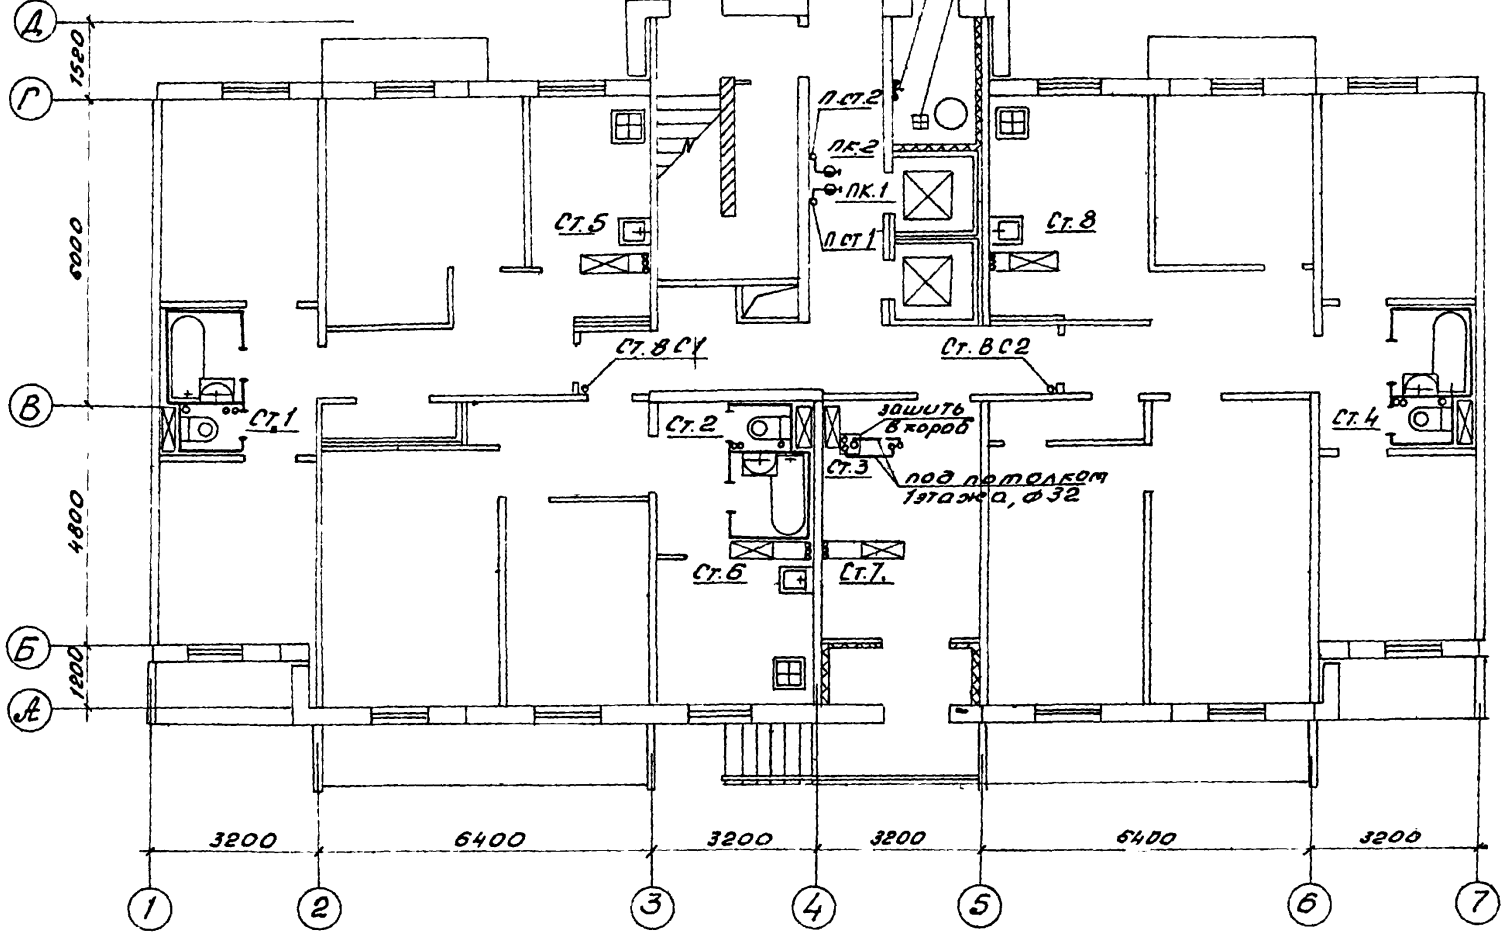 Д
1520
Г
П.ст.2
ПК.2
ПК.1
Ст.5
П ст 1
Ст.8
6000
Ст. В С1
Ст. В С2
В
Ст.1
Ст.2
зашить
в короб
Ст.4
Ст.3
под потолком
1этажа, ф 32
4800
Ст.6
Ст.7.
Б
1200
А
3200 6400 3200 3200 6400 3200
1 2 3 4 5 6 7